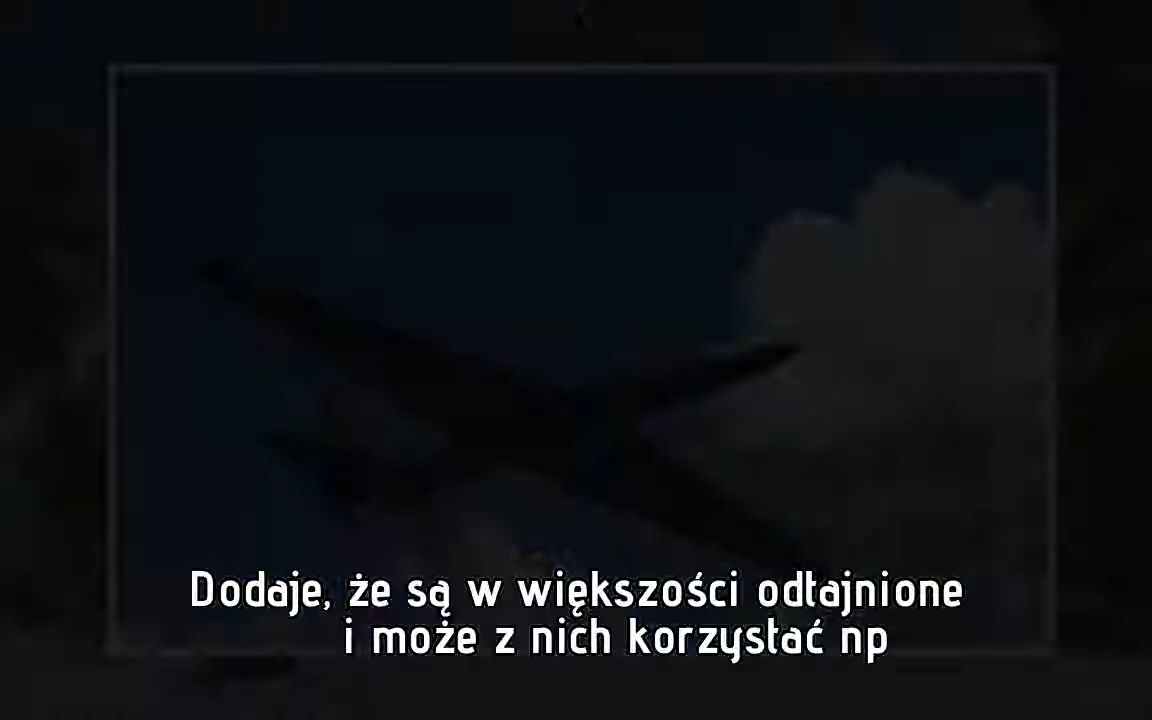 Dodaje, że są w większości odtajnione
i może z nich korzystać np